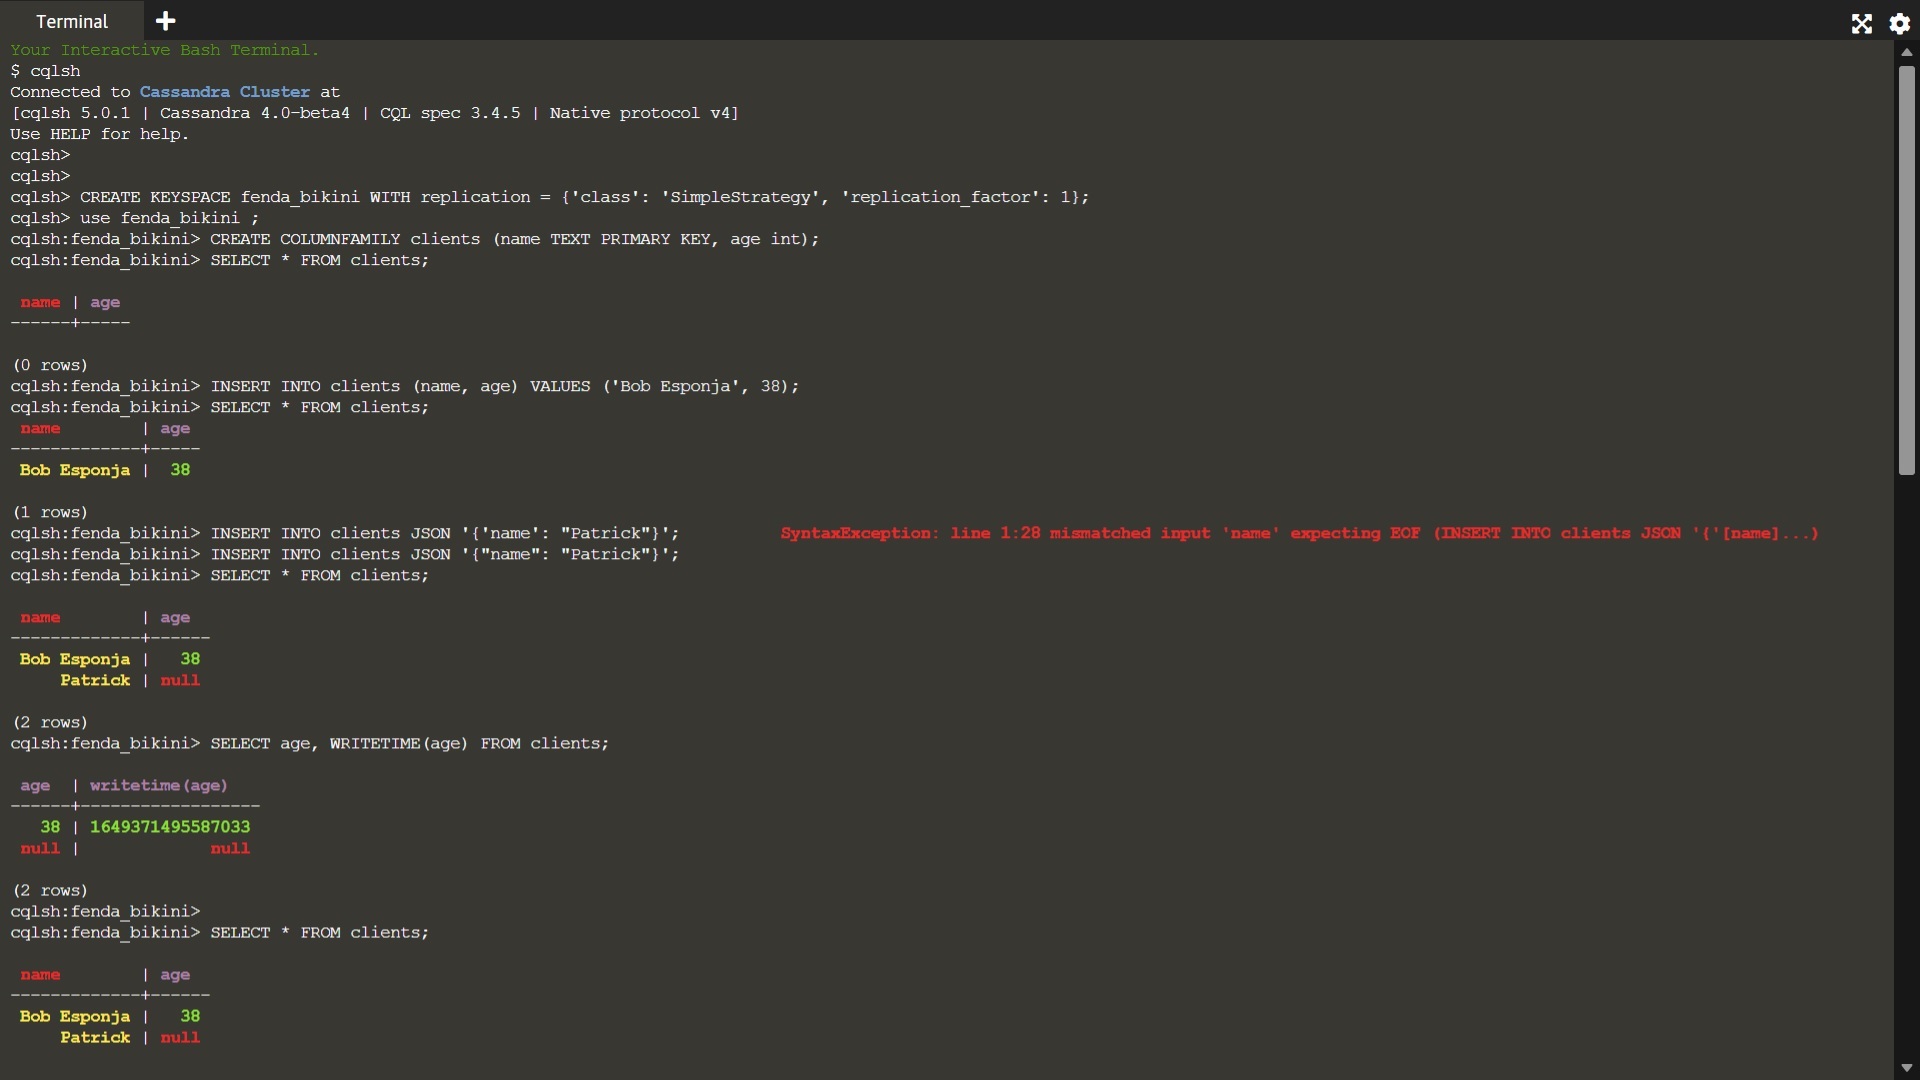 Terminal
Your Interactive Bash Terminal.
$ cqlsh
Connected to Cassandra Cluster at
[cqlsh 5.0.1 | Cassandra 4.0-beta4 | CQL spec 3.4.5 | Native protocol v4]
Use HELP for help.
cqlsh>
cqlsh>
cqlsh> CREATE KEYSPACE fenda_bikini WITH replication = {'class': 'SimpleStrategy', 'replication_factor': 1};
cqlsh> use fenda_bikini ;
cqlsh:fenda_bikini> CREATE COLUMNFAMILY clients (name TEXT PRIMARY KEY, age int);
cqlsh:fenda_bikini> SELECT * FROM clients;
name | age
------+-----
(0 rows)
cqlsh:fenda_bikini> INSERT INTO clients (name, age) VALUES ('Bob Esponja', 38);
cqlsh:fenda_bikini> SELECT * FROM clients;
name | age
-------------+-----
Bob Esponja | 38
(1 rows)
cqlsh:fenda_bikini> INSERT INTO clients JSON '{'name': "Patrick"}'; SyntaxException: line 1:28 mismatched input 'name' expecting EOF (INSERT INTO clients JSON '{'[name]...)
cqlsh:fenda_bikini> INSERT INTO clients JSON '{"name": "Patrick"}';
cqlsh:fenda_bikini> SELECT * FROM clients;
name | age
-------------+------
Bob Esponja | 38
Patrick | null
(2 rows)
cqlsh:fenda_bikini> SELECT age, WRITETIME(age) FROM clients;
age | writetime(age)
------+------------------
38 | 1649371495587033
null | null
(2 rows)
cqlsh:fenda_bikini>
cqlsh:fenda_bikini> SELECT * FROM clients;
name | age
-------------+------
Bob Esponja | 38
Patrick | null